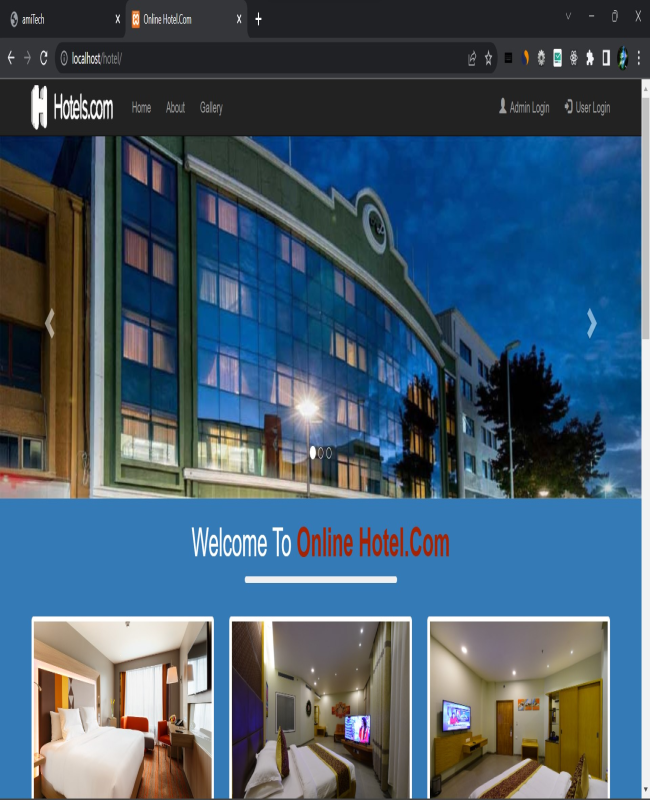 amiTech
Online Hotel.Com
localhost/hotel/
Hotels.com
Home
About
Gallery
Admin Login
User Login
Welcome To Online Hotel.Com